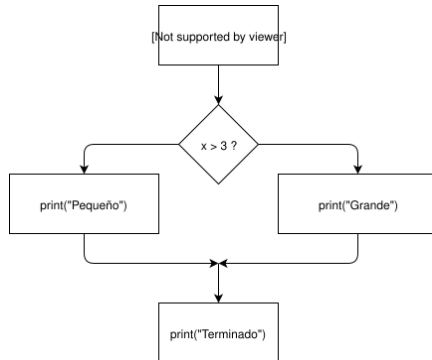 [Not supported by viewer]
x > 3 ?
print("Pequeño")
print("Grande")
print("Terminado")